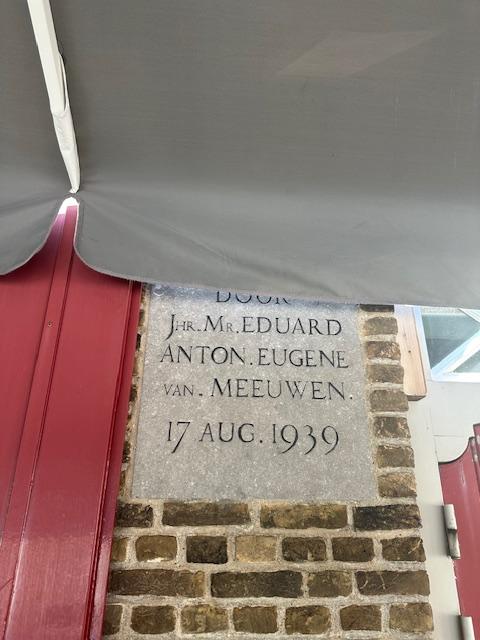 DOOR
JHR. MR. EDUARD
ANTON. EUGENE
VAN. MEEUWEN.
17 AUG. 1939